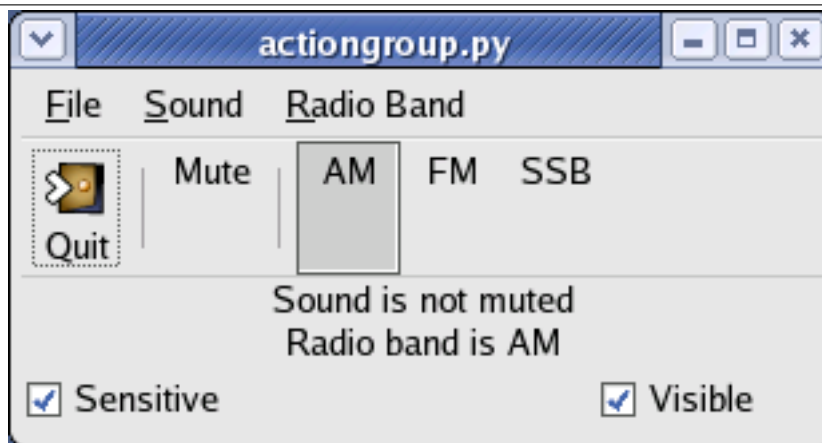 actiongroup.py
File Sound Radio Band
Mute AM FM SSB
Quit
Sound is not muted
Radio band is AM
Sensitive Visible